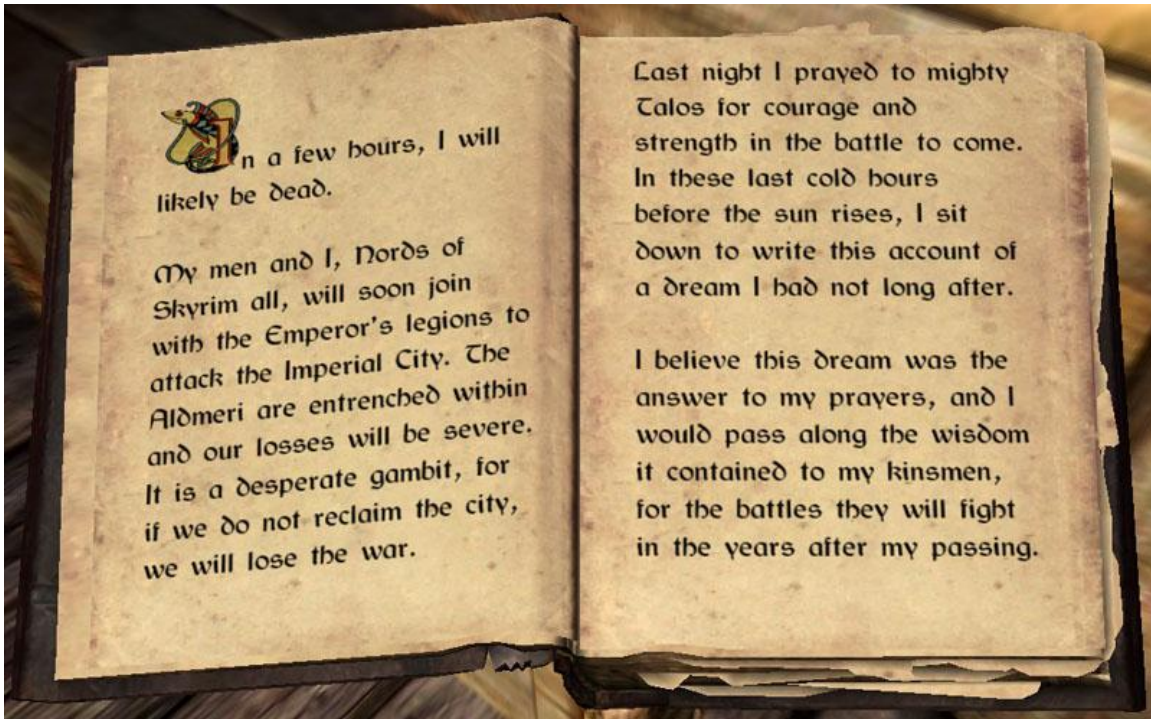 In a few hours, I will
likely be dead.
My men and I, Nords of
Skyrim all, will soon join
with the Emperor's legions to
attack the Imperial City. The
Aldmeri are entrenched within
and our losses will be severe.
It is a desperate gambit, for
if we do not reclaim the city,
we will lose the war.
Last night I prayed to mighty
Talos for courage and
strength in the battle to come.
In these last cold hours
before the sun rises, I sit
down to write this account of
a dream I had not long after.
I believe this dream was the
answer to my prayers, and I
would pass along the wisdom
it contained to my kinsmen,
for the battles they will fight
in the years after my passing.